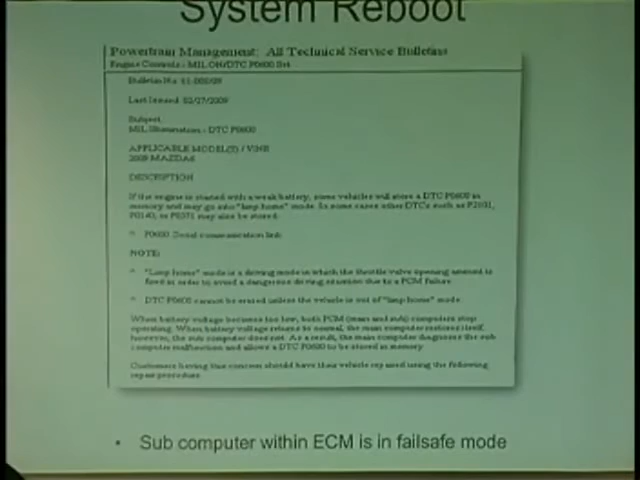 System Reboot
Powertrain Management: All Technical Service Bulletins
Engine Controls - MIL ON/DTC P0600 Set
Bulletin No:
Last Issued: 02/27/2009
Subject
MIL Illumination - DTC P0600
APPLICABLE MODEL(S) / VINS
2009 MAZDA6
DESCRIPTION
If the engine is started with a weak battery, some vehicles will store a DTC P0600 in
memory and may go into "limp home" mode. In some cases other DTC's such as P2101,
P0140, or P0571 may also be stored.
* P0600 Serial communication link
NOTE:
* "Limp home" mode is a driving mode in which the throttle valve opening amount is
fixed in order to avoid a dangerous driving situation due to a PCM failure.
* DTC P0600 cannot be erased unless the vehicle is out of "limp home" mode.
When battery voltage becomes too low, both PCM (main and sub) computers stop
operating. When battery voltage returns to normal, the main computer restores itself,
however, the sub computer does not. As a result, the main computer diagnoses the sub
computer malfunction and allows a DTC P0600 to be stored in memory.
Customers having this concern should have their vehicle repaired using the following
repair procedure.
• Sub computer within ECM is in failsafe mode